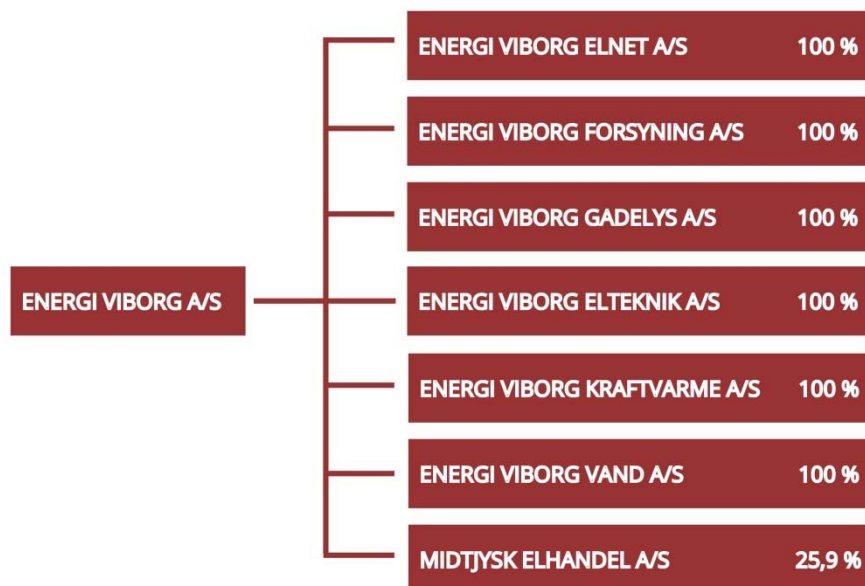 ENERGI VIBORG A/S
ENERGI VIBORG ELNET A/S 100 %
ENERGI VIBORG FORSYNING A/S 100 %
ENERGI VIBORG GADELYS A/S 100 %
ENERGI VIBORG ELTEKNIK A/S 100 %
ENERGI VIBORG KRAFTVARME A/S 100 %
ENERGI VIBORG VAND A/S 100 %
MIDTJYSK ELHANDEL A/S 25,9 %